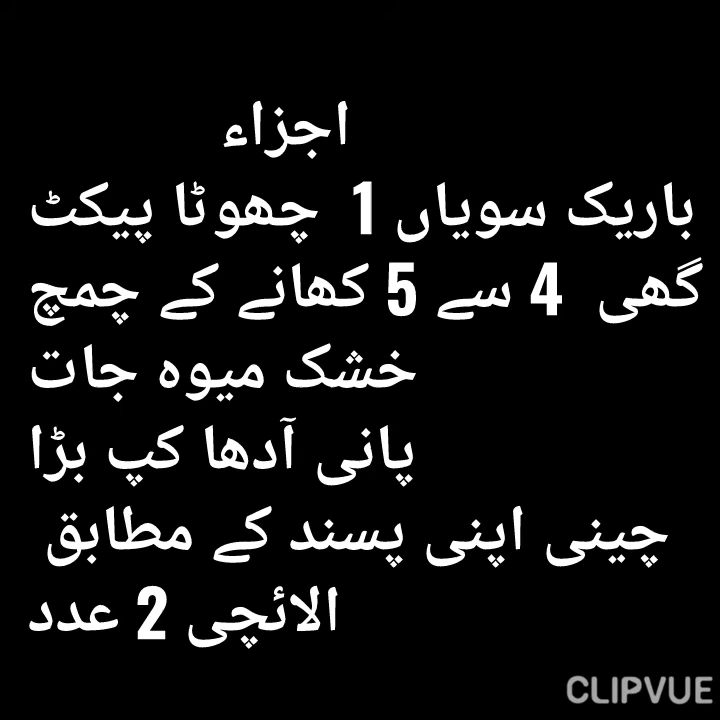 اجزاء
باریک سویاں 1 چھوٹا پیکٹ
گھی 4 سے 5 کھانے کے چمچ
خشک میوہ جات
پانی آدھا کپ بڑا
چینی اپنی پسند کے مطابق
الائچی 2 عدد
CLIPVUE